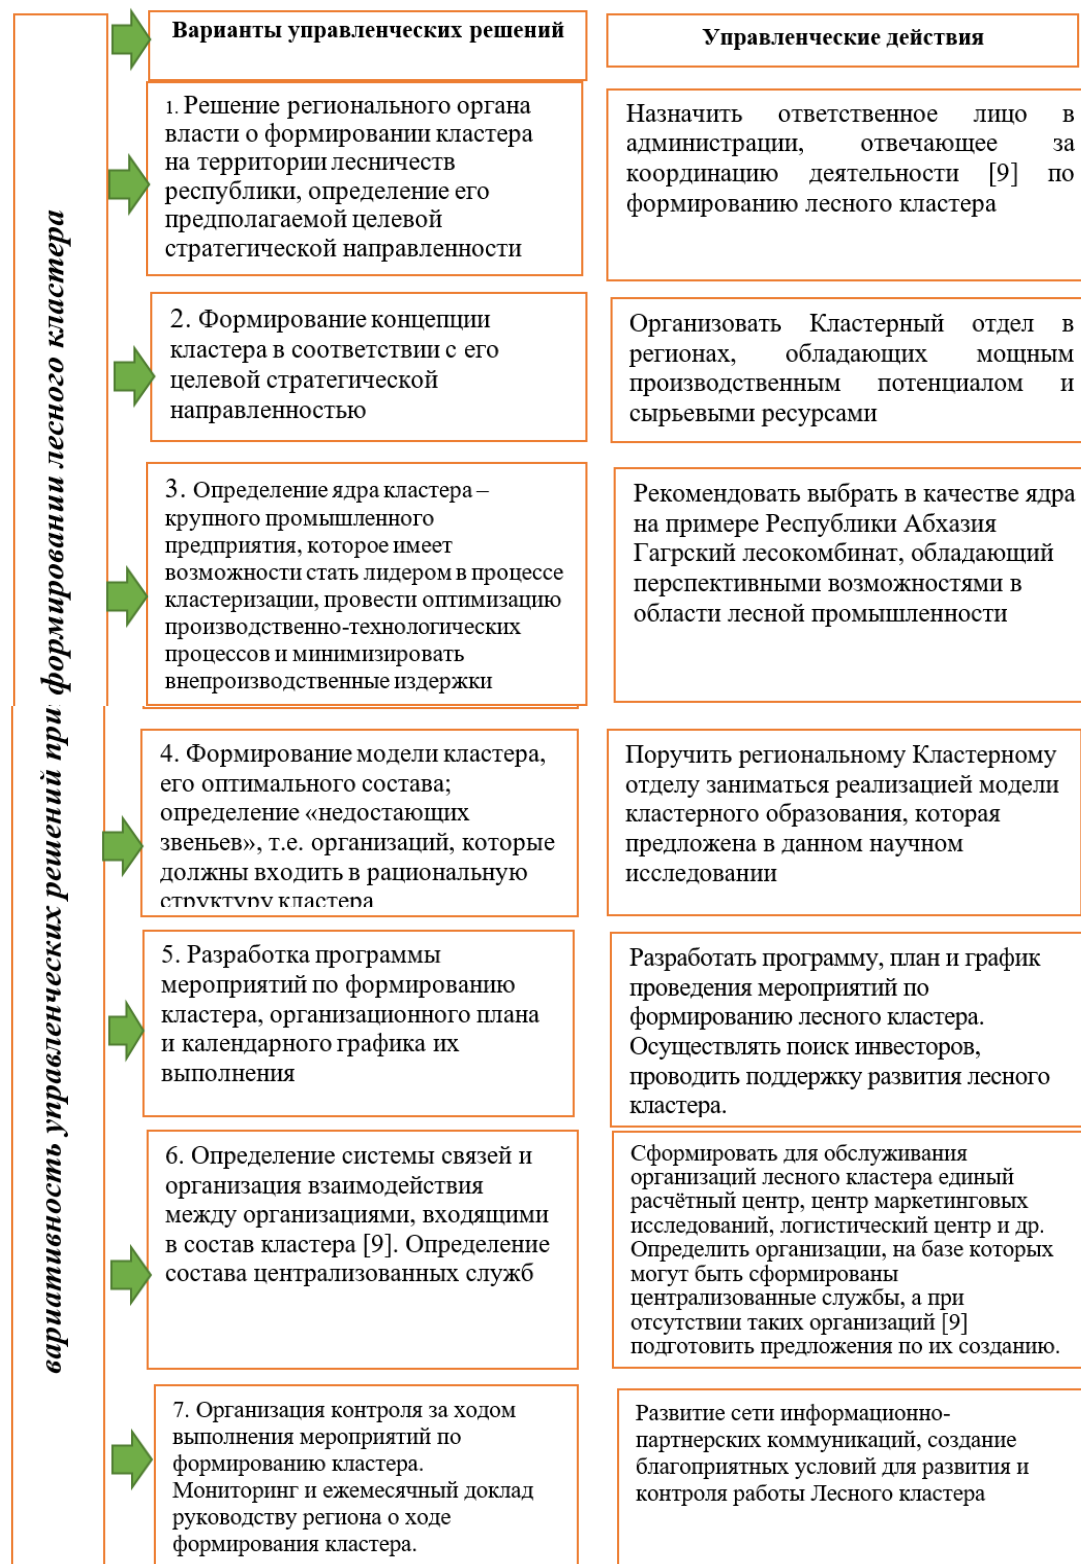 вариативность управленческих решений при формировании лесного кластера
Варианты управленческих решений
Управленческие действия
1. Решение регионального органа
власти о формировании кластера
на территории лесничеств
республики, определение его
предполагаемой целевой
стратегической направленности
Назначить ответственное лицо в
администрации, отвечающее за
координацию деятельности [9] по
формированию лесного кластера
2. Формирование концепции
кластера в соответствии с его
целевой стратегической
направленностью
Организовать Кластерный отдел в
регионах, обладающих мощным
производственным потенциалом и
сырьевыми ресурсами
3. Определение ядра кластера –
крупного промышленного
предприятия, которое имеет
возможности стать лидером в процессе
кластеризации, провести оптимизацию
производственно-технологических
процессов и минимизировать
внепроизводственные издержки
Рекомендовать выбрать в качестве ядра
на примере Республики Абхазия
Гагрский лесокомбинат, обладающий
перспективными возможностями в
области лесной промышленности
4. Формирование модели кластера,
его оптимального состава;
определение «недостающих
звеньев», т.е. организаций, которые
должны входить в рациональную
структуру кластера
Поручить региональному Кластерному
отделу заниматься реализацией модели
кластерного образования, которая
предложена в данном научном
исследовании
5. Разработка программы
мероприятий по формированию
кластера, организационного плана
и календарного графика их
выполнения
Разработать программу, план и график
проведения мероприятий по
формированию лесного кластера.
Осуществлять поиск инвесторов,
проводить поддержку развития лесного
кластера.
6. Определение системы связей и
организация взаимодействия
между организациями, входящими
в состав кластера [9]. Определение
состава централизованных служб
Сформировать для обслуживания
организаций лесного кластера единый
расчётный центр, центр маркетинговых
исследований, логистический центр и др.
Определить организации, на базе которых
могут быть сформированы
централизованные службы, а при
отсутствии таких организаций [9]
подготовить предложения по их созданию.
7. Организация контроля за ходом
выполнения мероприятий по
формированию кластера.
Мониторинг и ежемесячный доклад
руководству региона о ходе
формирования кластера.
Развитие сети информационно-
партнерских коммуникаций, создание
благоприятных условий для развития и
контроля работы Лесного кластера